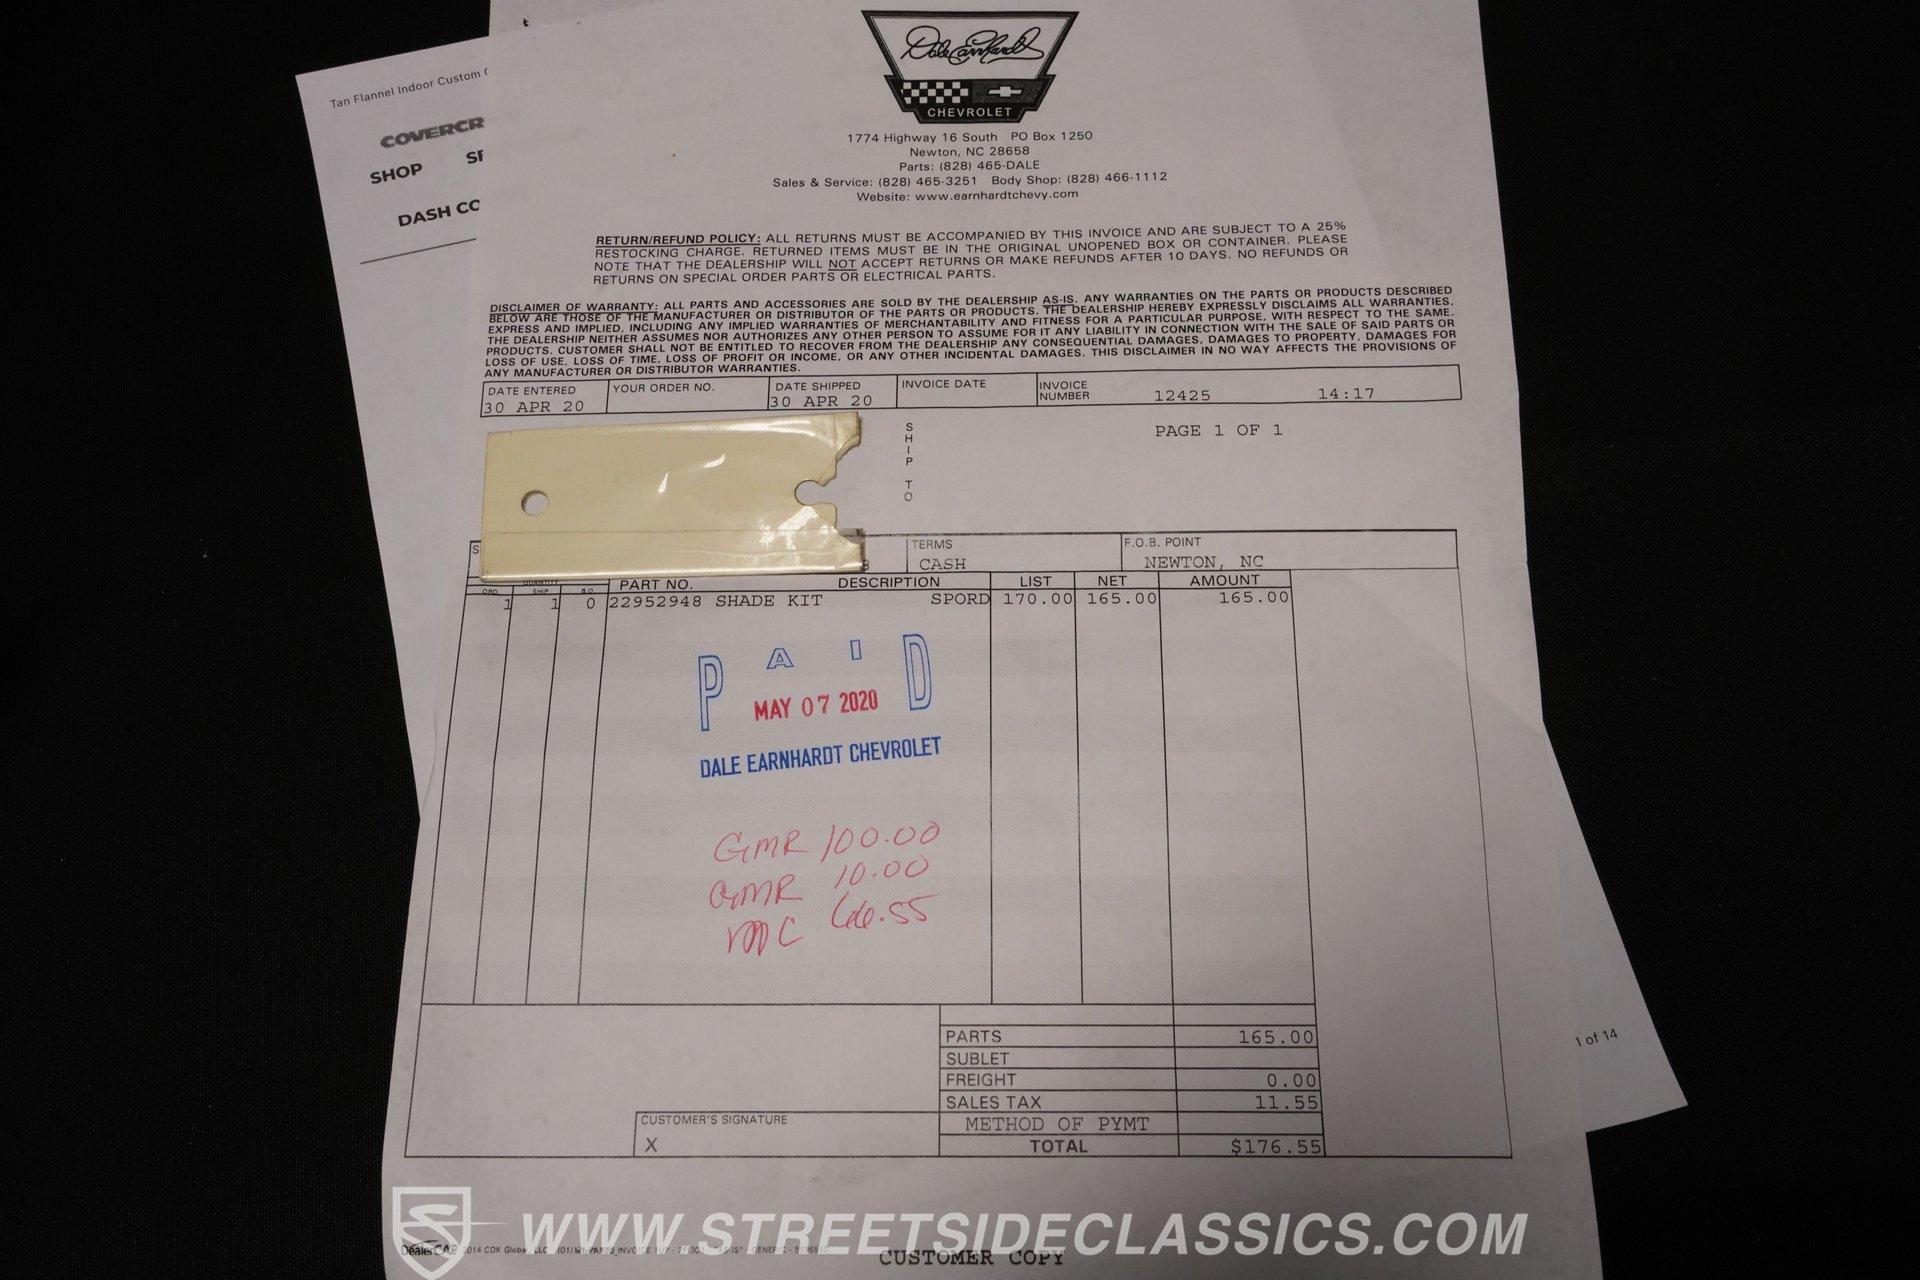 Tan Flannel Indoor Custom
COVERCR
SHOP
DASH CO
Dale Earnhardt
CHEVROLET
1774 Highway 16 South PO Box 1250
Newton, NC 28658
Parts: (828) 465-DALE
Sales & Service: (828) 465-3251 Body Shop: (828) 466-1112
Website: www.earnhardtchevy.com
RETURN/REFUND POLICY: ALL RETURNS MUST BE ACCOMPANIED BY THIS INVOICE AND ARE SUBJECT TO A 25%
RESTOCKING CHARGE. RETURNED ITEMS MUST BE IN THE ORIGINAL UNOPENED BOX OR CONTAINER. PLEASE
NOTE THAT THE DEALERSHIP WILL NOT ACCEPT RETURNS OR MAKE REFUNDS AFTER 10 DAYS. NO REFUNDS OR
RETURNS ON SPECIAL ORDER PARTS OR ELECTRICAL PARTS.
DISCLAIMER OF WARRANTY: ALL PARTS AND ACCESSORIES ARE SOLD BY THE DEALERSHIP AS-IS. ANY WARRANTIES ON THE PARTS OR PRODUCTS DESCRIBED
BELOW ARE THOSE OF THE MANUFACTURER OR DISTRIBUTOR OF THE PARTS OR PRODUCTS. THE DEALERSHIP HEREBY EXPRESSLY DISCLAIMS ALL WARRANTIES,
EXPRESS AND IMPLIED, INCLUDING ANY IMPLIED WARRANTIES OF MERCHANTABILITY AND FITNESS FOR A PARTICULAR PURPOSE, WITH RESPECT TO THE SAME.
THE DEALERSHIP NEITHER ASSUMES NOR AUTHORIZES ANY OTHER PERSON TO ASSUME FOR IT ANY LIABILITY IN CONNECTION WITH THE SALE OF SAID PARTS OR
PRODUCTS. CUSTOMER SHALL NOT BE ENTITLED TO RECOVER FROM THE DEALERSHIP ANY CONSEQUENTIAL DAMAGES, DAMAGES TO PROPERTY, DAMAGES FOR
LOSS OF USE, LOSS OF TIME, LOSS OF PROFIT OR INCOME, OR ANY OTHER INCIDENTAL DAMAGES. THIS DISCLAIMER IN NO WAY AFFECTS THE PROVISIONS OF
ANY MANUFACTURER OR DISTRIBUTOR WARRANTIES.
DATE ENTERED YOUR ORDER NO. DATE SHIPPED INVOICE DATE INVOICE NUMBER
30 APR 20 30 APR 20 12425 14:17
SHIP TO
PAGE 1 OF 1
TERMS F.O.B. POINT
CASH NEWTON, NC
QUANTITY
ORD. SHIP B.O. PART NO. DESCRIPTION LIST NET AMOUNT
1 1 0 22952948 SHADE KIT SPORD 170.00 165.00 165.00
PAID
MAY 07 2020
DALE EARNHARDT CHEVROLET
GMR 100.00
GMR 10.00
MC 66.55
PARTS 165.00
SUBLET
FREIGHT 0.00
SALES TAX 11.55
CUSTOMER'S SIGNATURE
METHOD OF PYMT
X
TOTAL $176.55
1 of 14
WWW.STREETSIDECLASSICS.COM
CUSTOMER COPY